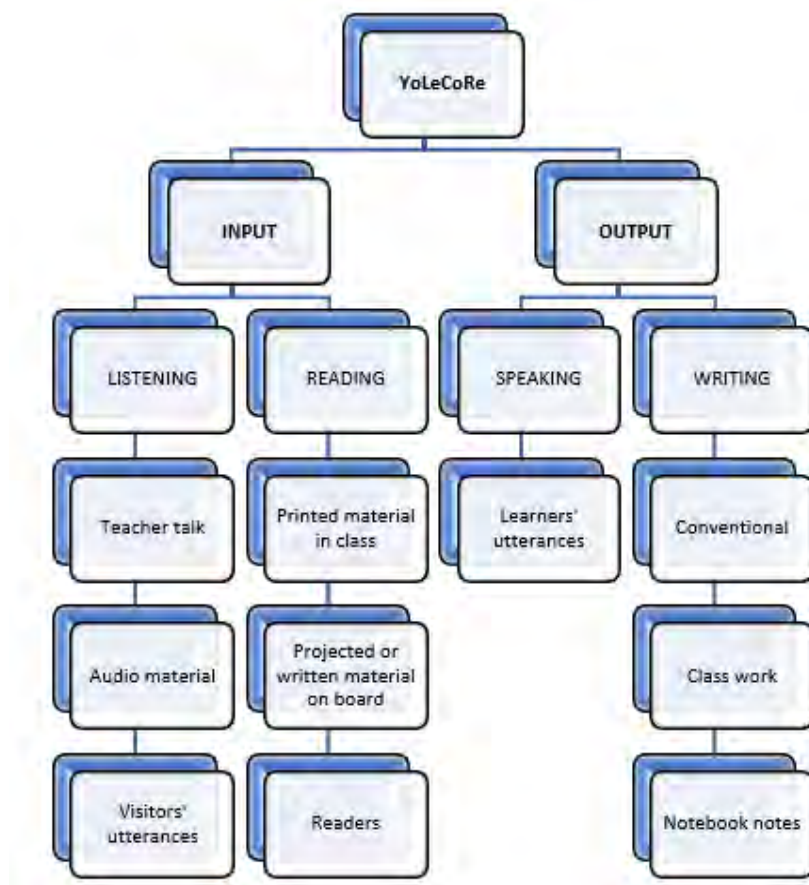 YoLeCoRe
INPUT
OUTPUT
LISTENING
READING
SPEAKING
WRITING
Teacher talk
Printed material
in class
Learners'
utterances
Conventional
Audio material
Projected or
written material
on board
Class work
Visitors'
utterances
Readers
Notebook notes